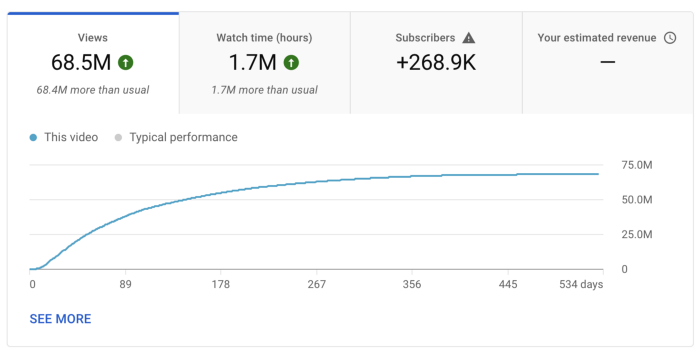 Views
68.5M
68.4M more than usual
Watch time (hours)
1.7M
1.7M more than usual
Subscribers
+268.9K
Your estimated revenue
—
This video
Typical performance
75.0M
50.0M
25.0M
0
0 89 178 267 356 445 534 days
SEE MORE